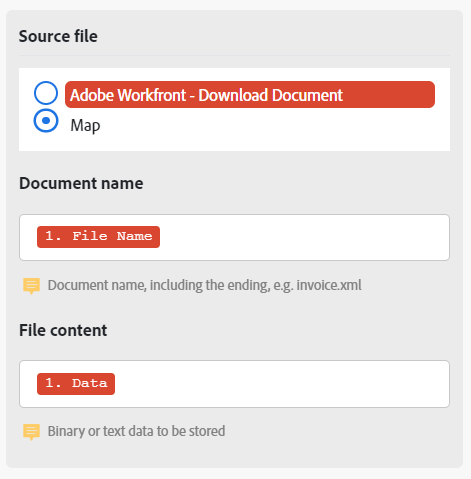 Source file
Adobe Workfront - Download Document
Map
Document name
1. File Name
Document name, including the ending, e.g. invoice.xml
File content
1. Data
Binary or text data to be stored